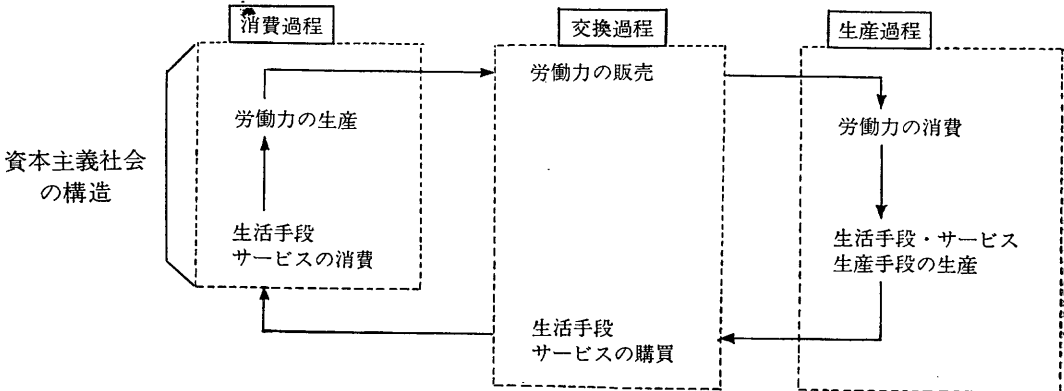 消費過程
交換過程
生産過程
労働力の販売
労働力の生産
労働力の消費
資本主義社会
の構造
生活手段
サービスの消費
生活手段・サービス
生産手段の生産
生活手段
サービスの購買